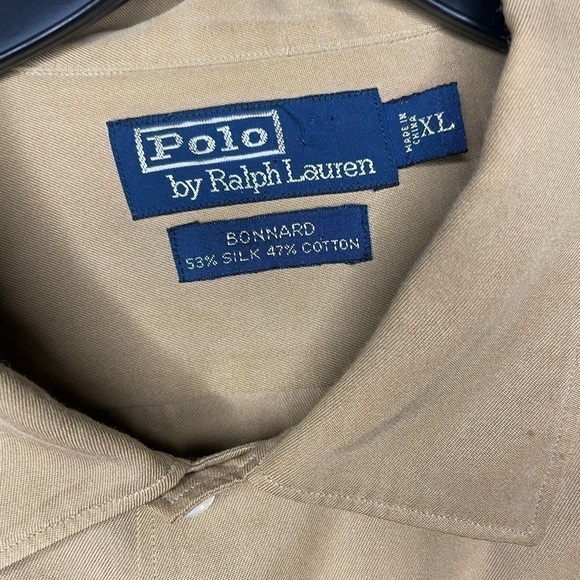 Polo
by Ralph Lauren
MADE IN
CHINA
XL
BONNARD
53% SILK 47% COTTON